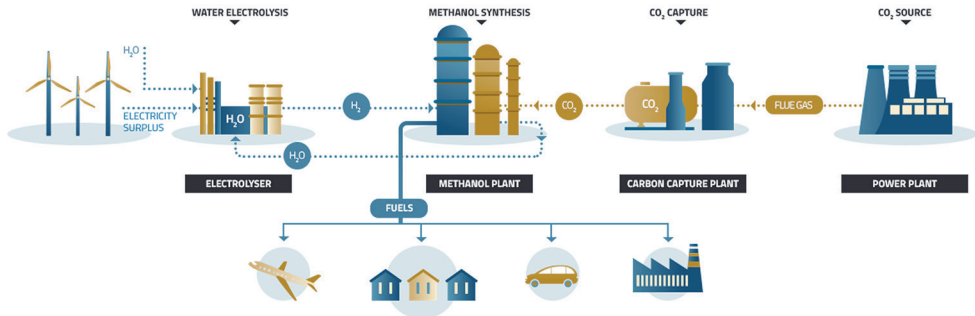 WATER ELECTROLYSIS
METHANOL SYNTHESIS
CO₂ CAPTURE
CO₂ SOURCE
H₂O
ELECTRICITY
SURPLUS
H₂O
H₂
CO₂
CO₂
FLUE GAS
H₂O
ELECTROLYSER
METHANOL PLANT
CARBON CAPTURE PLANT
POWER PLANT
FUELS